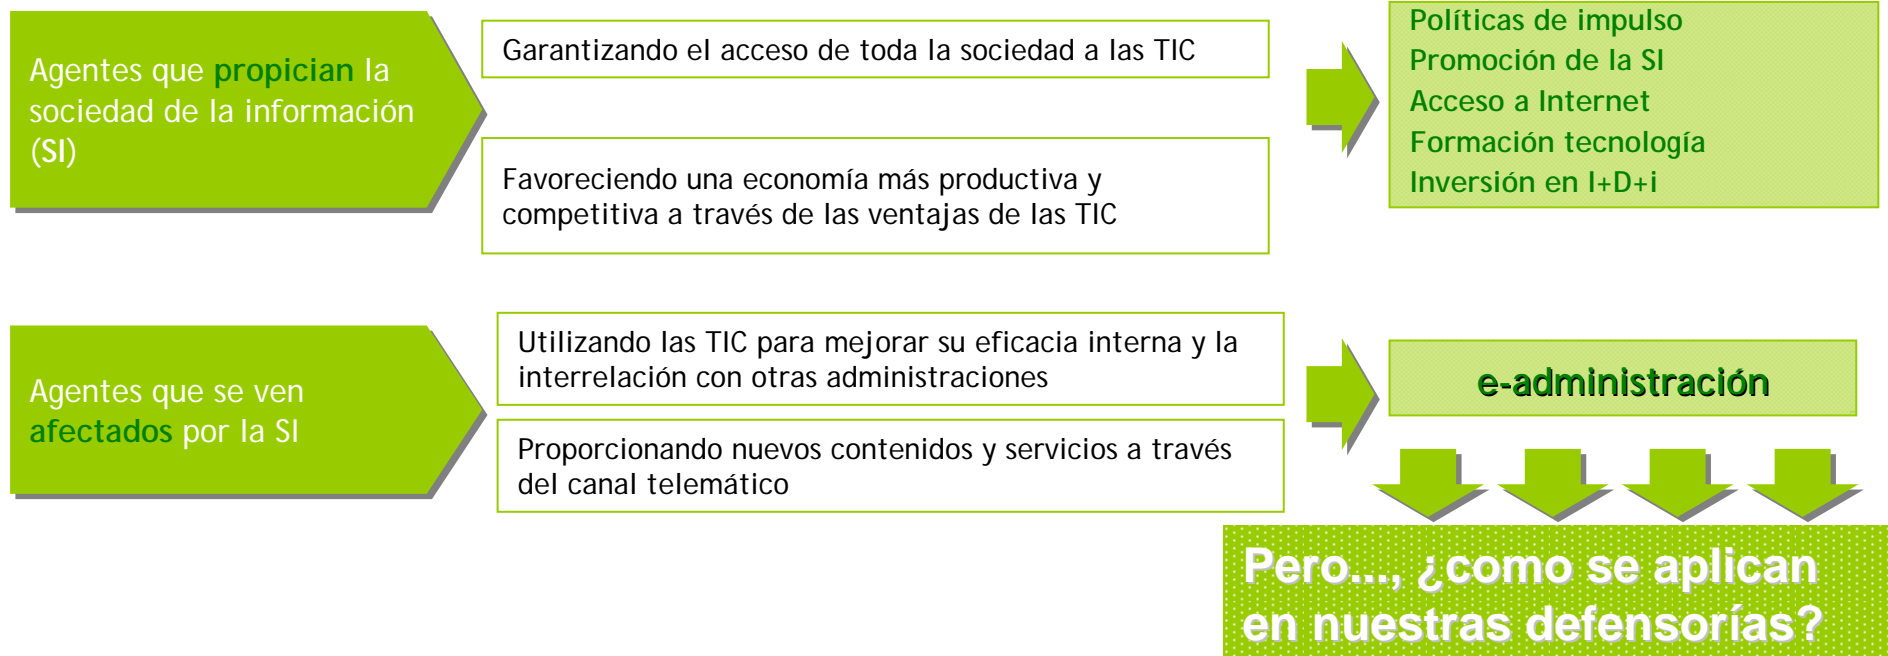 Agentes que propician la
sociedad de la información
(SI)
Garantizando el acceso de toda la sociedad a las TIC
Favoreciendo una economía más productiva y
competitiva a través de las ventajas de las TIC
Políticas de impulso
Promoción de la SI
Acceso a Internet
Formación tecnología
Inversión en I+D+i
Agentes que se ven
afectados por la SI
Utilizando las TIC para mejorar su eficacia interna y la
interrelación con otras administraciones
Proporcionando nuevos contenidos y servicios a través
del canal telemático
e-administración
Pero..., ¿como se aplican
en nuestras defensorías?